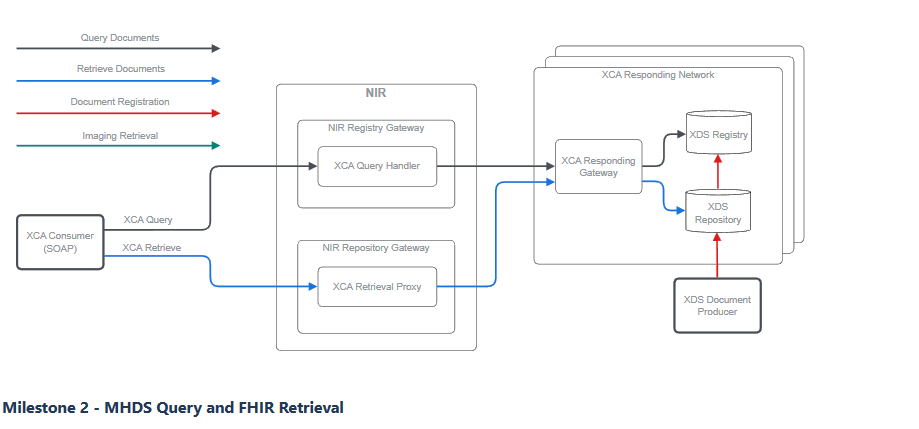 Query Documents
Retrieve Documents
Document Registration
Imaging Retrieval
XCA Consumer
(SOAP)
XCA Query
XCA Retrieve
NIR
NIR Registry Gateway
XCA Query Handler
NIR Repository Gateway
XCA Retrieval Proxy
XCA Responding Network
XCA Responding
Gateway
XDS Registry
XDS
Repository
XDS Document
Producer
Milestone 2 - MHDS Query and FHIR Retrieval